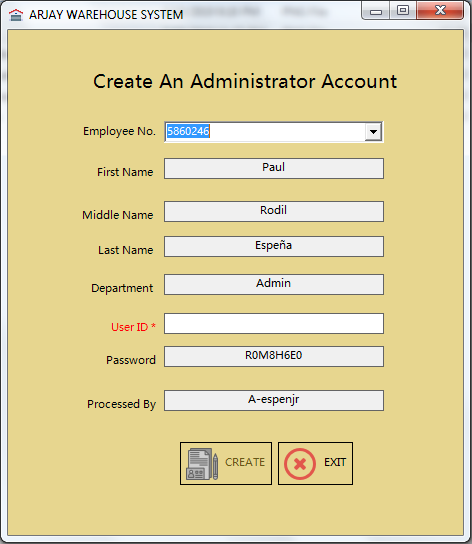 ARJAY WAREHOUSE SYSTEM
Create An Administrator Account
Employee No. 5860246
First Name Paul
Middle Name Rodil
Last Name Espeña
Department Admin
User ID *
Password R0M8H6E0
Processed By A-espenjr
CREATE EXIT